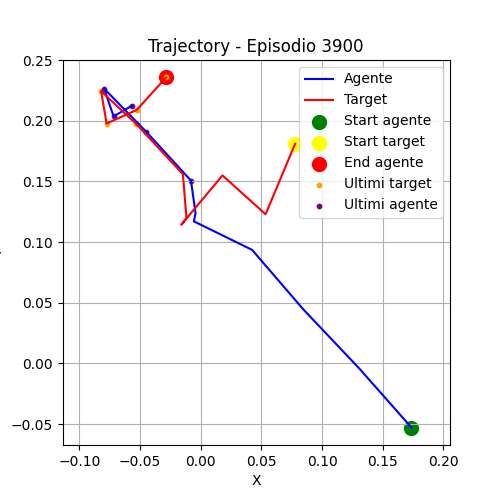 Trajectory - Episodio 3900
0.25
0.20
0.15
0.10
0.05
0.00
−0.05
−0.10
−0.05
0.00
0.05
0.10
0.15
0.20
X
Agente
Target
Start agente
Start target
End agente
Ultimi target
Ultimi agente